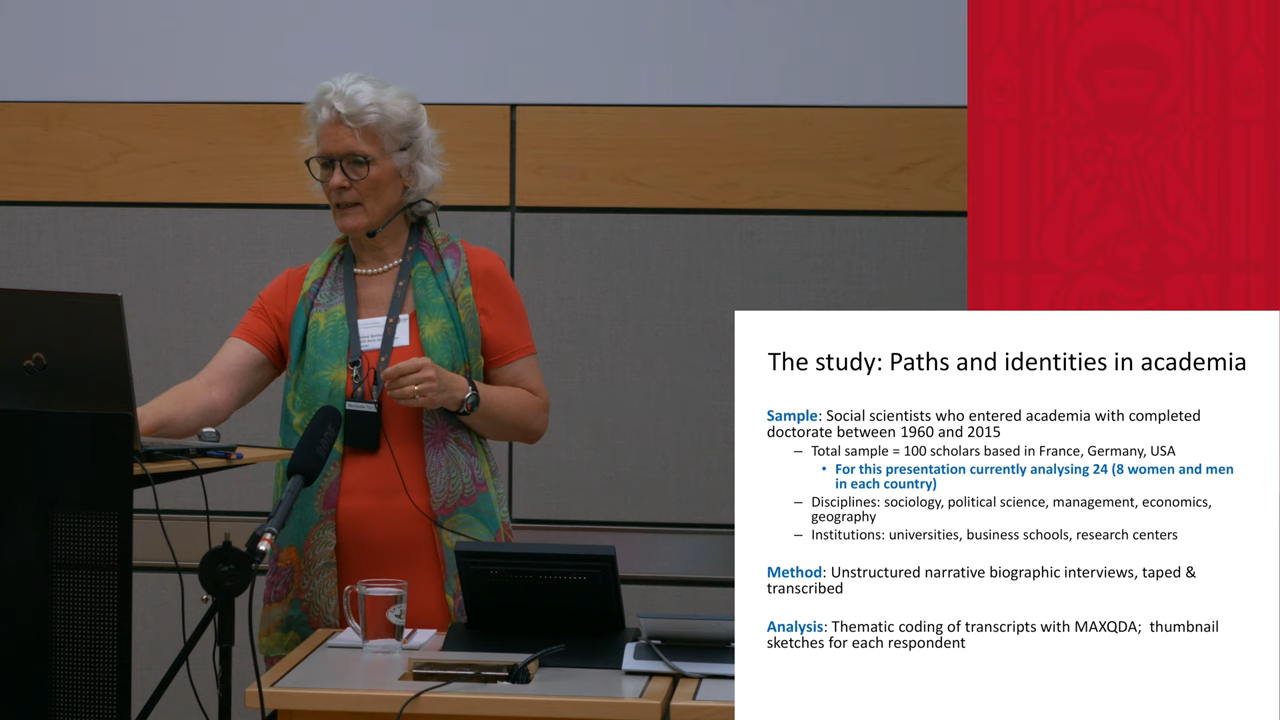 The study: Paths and identities in academia
Sample: Social scientists who entered academia with completed
doctorate between 1960 and 2015
– Total sample = 100 scholars based in France, Germany, USA
• For this presentation currently analysing 24 (8 women and men
in each country)
– Disciplines: sociology, political science, management, economics,
geography
– Institutions: universities, business schools, research centers
Method: Unstructured narrative biographic interviews, taped &
transcribed
Analysis: Thematic coding of transcripts with MAXQDA; thumbnail
sketches for each respondent